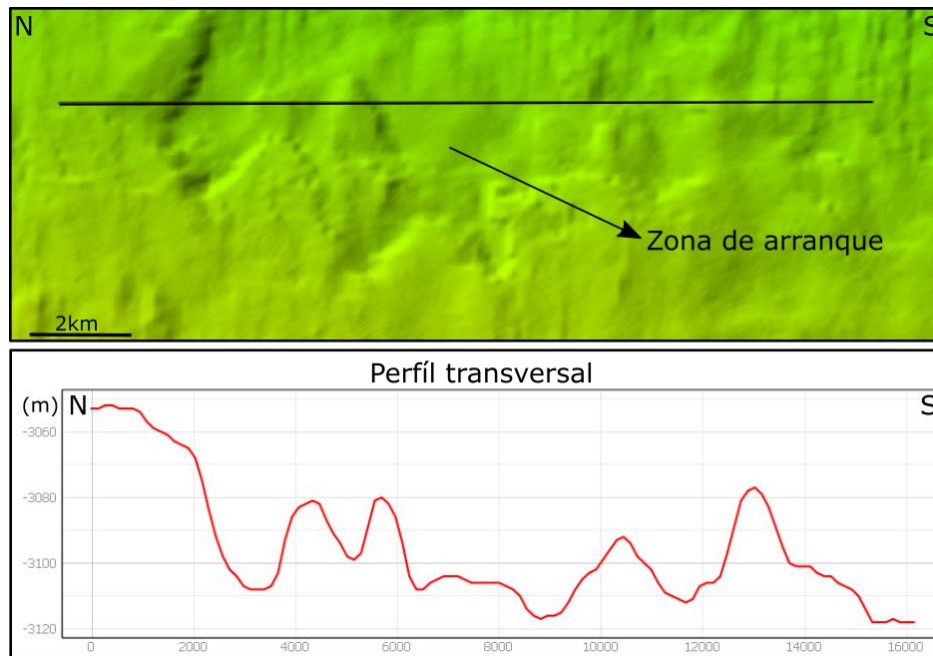 N S
Zona de arranque
2km
Perfíl transversal
(m) N S
-3060
-3080
-3100
-3120
0 2000 4000 6000 8000 10000 12000 14000 16000